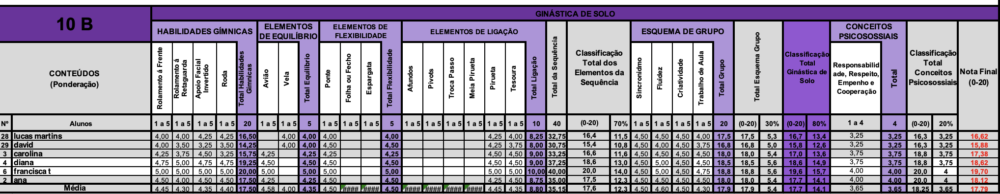 10 B
GINÁSTICA DE SOLO
HABILIDADES GÍMNICAS
ELEMENTOS DE EQUILÍBRIO
ELEMENTOS DE FLEXIBILIDADE
ELEMENTOS DE LIGAÇÃO
Total da Sequência
Classificação Total dos Elementos da Sequência
ESQUEMA DE GRUPO
Total Esquema Grupo
Classificação Total Ginástica de Solo
CONCEITOS PSICOSOSSIAIS
Classificação Total Conceitos Psicosossiais
Nota Final (0-20)
CONTEÚDOS (Ponderação)
Rolamento á Frente
Rolamento á Retaguarda
Apoio Facial Invertido
Roda
Total Habilidades Gímnicas
Avião
Vela
Total Equilíbrio
Ponte
Folha ou Fecho
Espargata
Total Flexibilidade
Afundos
Pivots
Troca Passo
Meia Pirueta
Pirueta
Tesoura
Total Ligação
Sincronidmo
Fluidez
Criatividade
Trabalho de Aula
Total Grupo
Responsabilidade, Respeito, Empenho e Cooperação
Total
Nº Alunos 1 a 5 1 a 5 1 a 5 1 a 5 20 1 a 5 1 a 5 5 1 a 5 1 a 5 1 a 5 5 1 a 5 1 a 5 1 a 5 1 a 5 1 a 5 1 a 5 10 40 (0-20) 70% 1 a 5 1 a 5 1 a 5 1 a 5 20 (0-20) 30% (0-20) 80% 1 a 4 4 (0-20) 20%
28 lucas martins 4,00 4,00 4,25 4,25 16,50 4,00 4,00 4,00 4,00 4,25 4,00 8,25 32,75 16,4 11,5 4,50 4,50 4,50 4,00 17,5 17,5 5,3 16,7 13,4 3,25 3,25 16,3 3,25 16,62
29 david 4,00 3,50 3,25 3,50 14,25 4,00 4,00 4,50 4,50 4,25 3,75 8,00 30,75 15,4 10,8 4,50 4,00 4,50 3,75 16,8 16,8 5,0 15,8 12,6 3,25 3,25 16,3 3,25 15,88
3 carolina 4,25 3,75 4,50 3,25 15,75 4,25 4,25 4,25 4,25 4,50 4,50 9,00 33,25 16,6 11,6 4,50 4,50 4,50 4,50 18,0 18,0 5,4 17,0 13,6 3,75 3,75 18,8 3,75 17,38
4 diana 4,75 5,00 4,75 4,75 19,25 4,50 4,50 4,50 4,50 4,50 4,50 9,00 37,25 18,6 13,0 4,50 5,00 4,50 4,50 18,5 18,5 5,6 18,6 14,9 3,75 3,75 18,8 3,75 18,62
6 francisca t 5,00 5,00 5,00 5,00 20,00 5,00 5,00 5,00 5,00 5,00 5,00 10,00 40,00 20,0 14,0 4,50 5,00 4,50 4,75 18,8 18,8 5,6 19,6 15,7 4,00 4,00 20,0 4 19,70
2 ana 4,50 4,00 4,50 4,50 17,50 4,25 4,25 4,50 4,50 4,25 4,50 8,75 35,00 17,5 12,3 4,50 4,50 4,50 4,50 18,0 18,0 5,4 17,7 14,1 4,00 4,00 20,0 4 18,12
Média 4,45 4,30 4,35 4,40 17,50 4,58 4,00 4,35 4,50 #### #### 4,50 #### #### #### #### 4,45 4,35 8,80 35,15 17,6 12,3 4,50 4,60 4,50 4,30 17,9 17,9 5,4 17,7 14,1 3,65 3,65 18,25 3,65 17,79